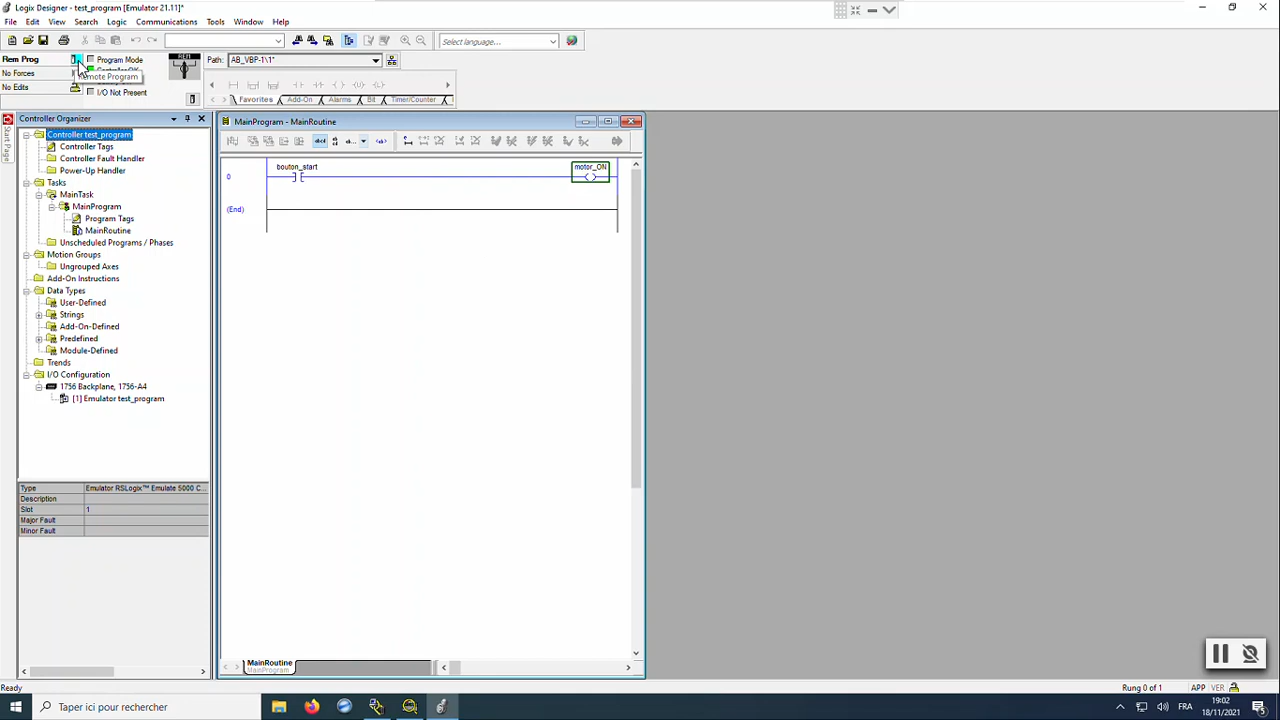 Logix Designer - test_program [Emulator 21.11]*
File Edit View Search Logic Communications Tools Window Help
Select language...
Rem Prog
Program Mode
Path: AB_VBP-1\1*
No Forces
Remote Program
No Edits
I/O Not Present
Favorites Add-On Alarms Bit Timer/Counter
Start Page
Controller Organizer
Controller test_program
Controller Tags
Controller Fault Handler
Power-Up Handler
Tasks
MainTask
MainProgram
Program Tags
MainRoutine
Unscheduled Programs / Phases
Motion Groups
Ungrouped Axes
Add-On Instructions
Data Types
User-Defined
Strings
Add-On-Defined
Predefined
Module-Defined
Trends
I/O Configuration
1756 Backplane, 1756-A4
[1] Emulator test_program
Type Emulator RSLogix™ Emulate 5000 C...
Description
Slot 1
Major Fault
Minor Fault
MainProgram - MainRoutine
bouton_start motor_ON
0
(End)
MainRoutine
MainProgram
Ready
Rung 0 of 1 APP VER
Taper ici pour rechercher
FRA
19:02
18/11/2021